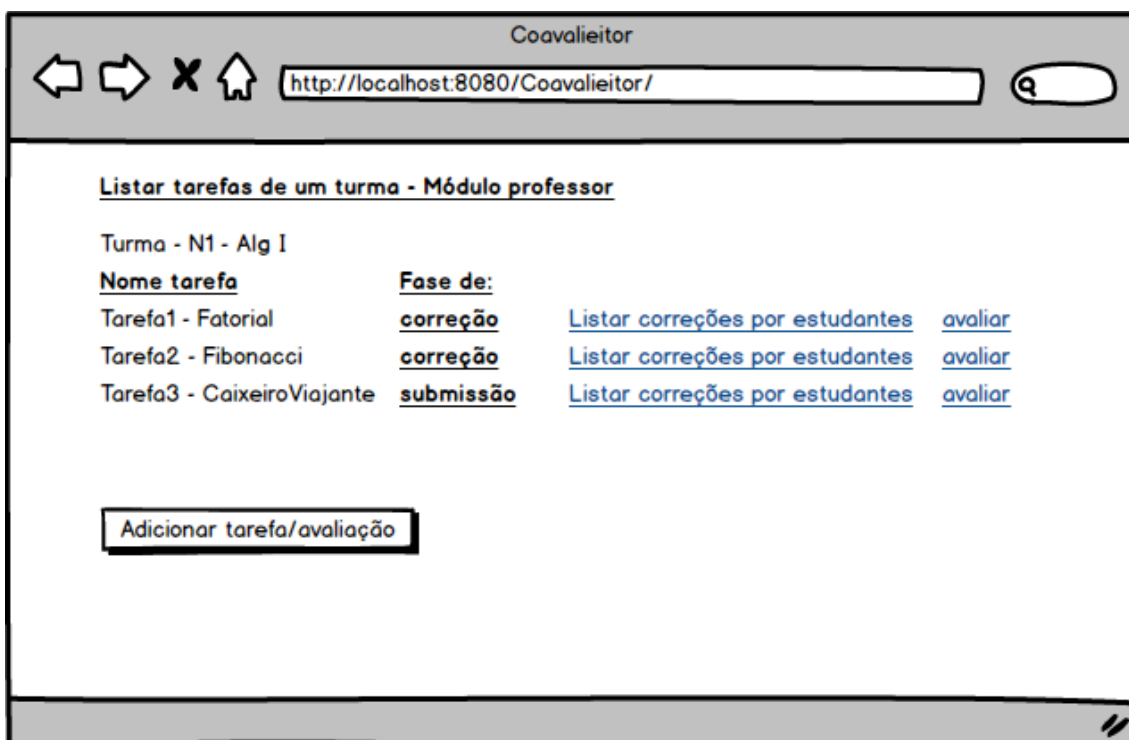 Coavalieitor
http://localhost:8080/Coavalieitor/
Listar tarefas de um turma - Módulo professor
Turma - N1 - Alg I
Nome tarefa Fase de:
Tarefa1 - Fatorial correção Listar correções por estudantes avaliar
Tarefa2 - Fibonacci correção Listar correções por estudantes avaliar
Tarefa3 - CaixeiroViajante submissão Listar correções por estudantes avaliar
Adicionar tarefa/avaliação